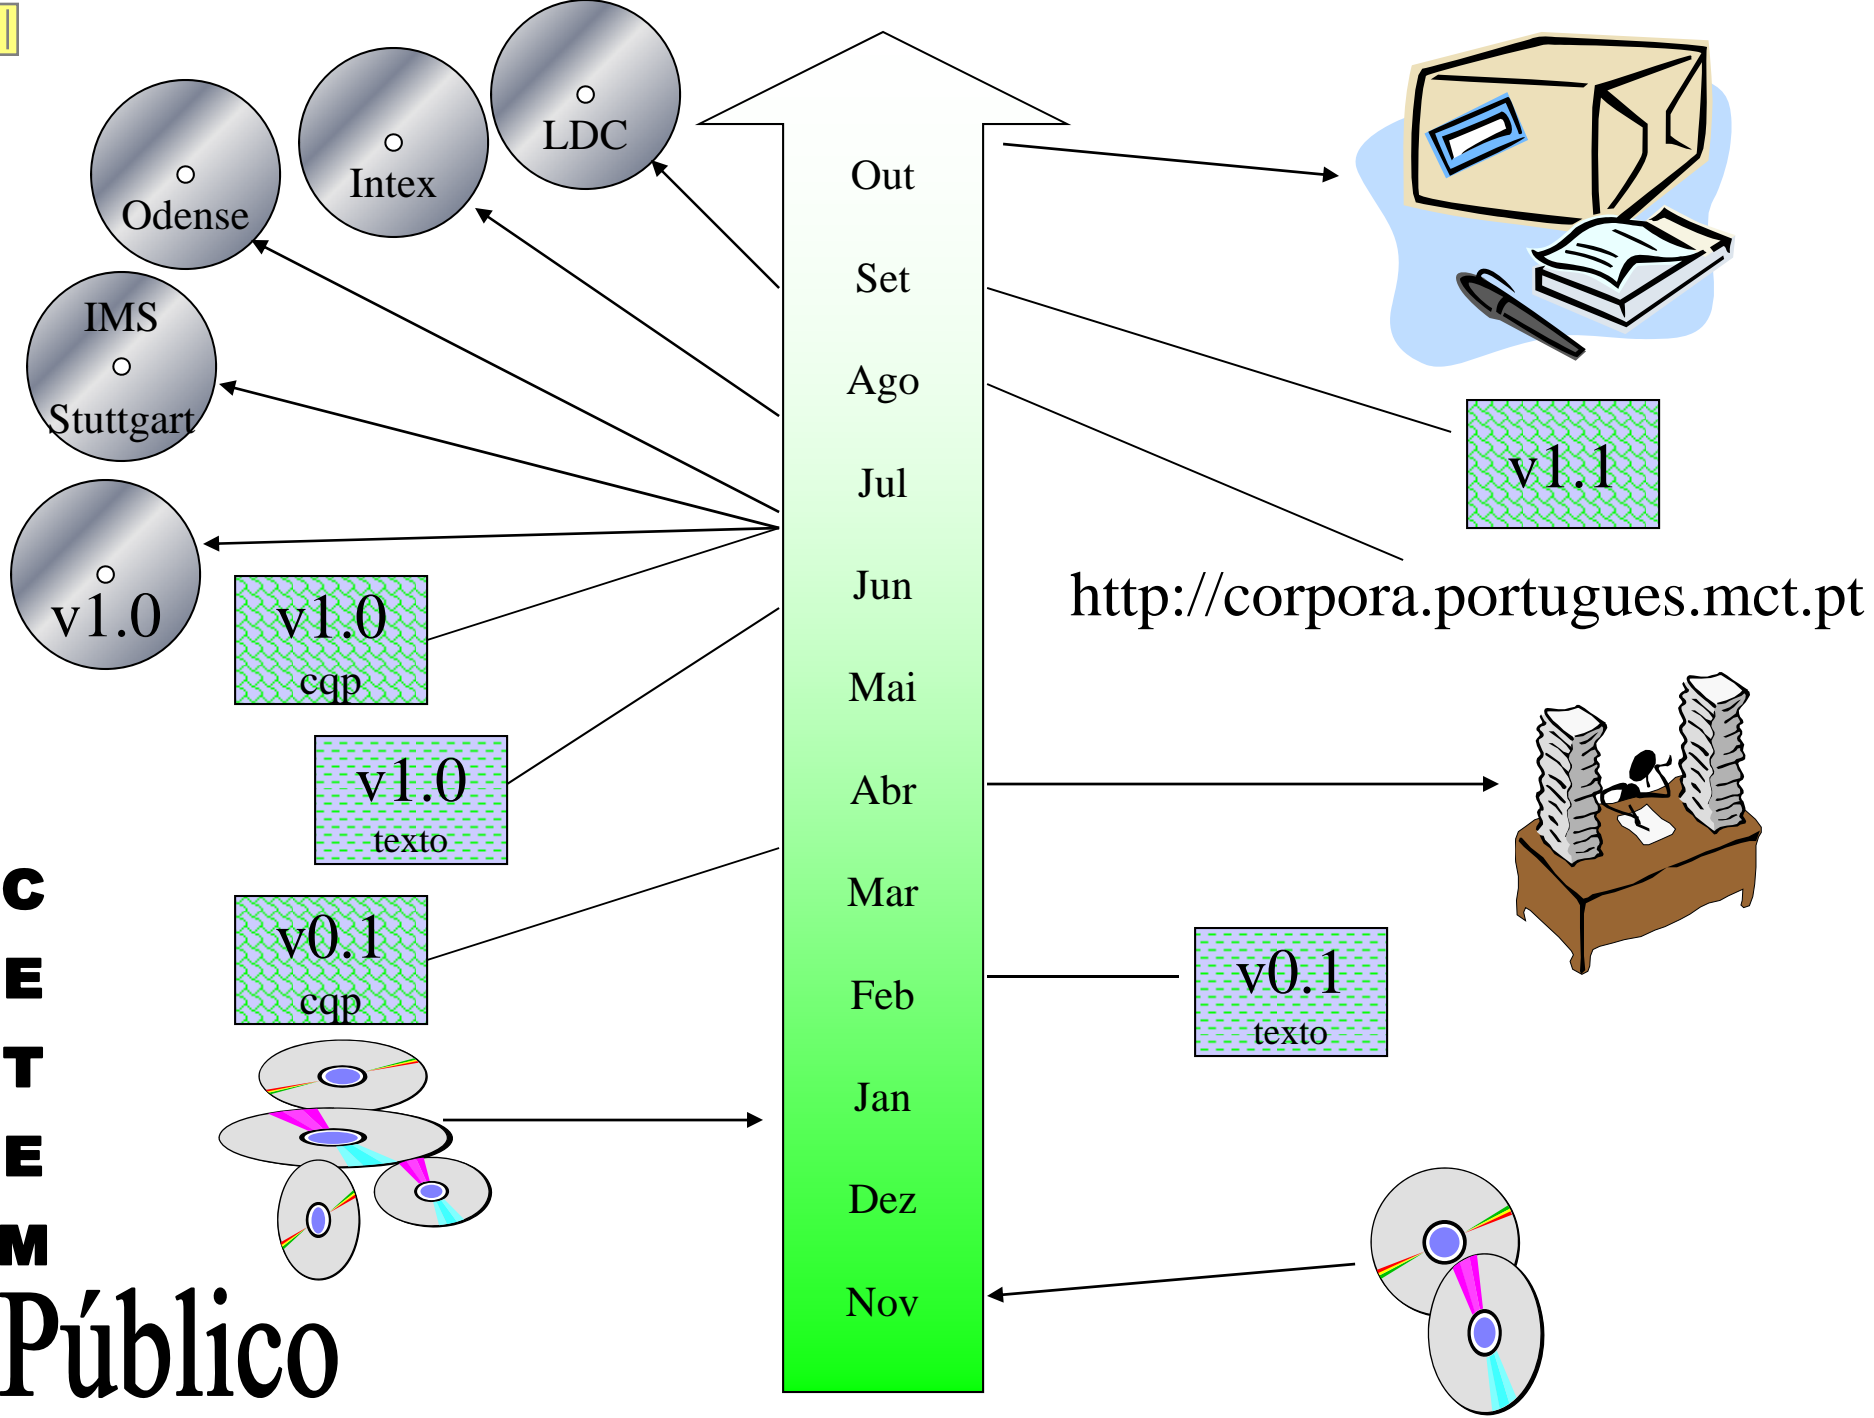 LDC
Intex
Odense
IMS
Stuttgart
v1.0
v1.0
cqp
v1.0
texto
v0.1
cqp
C
E
T
E
M
Público
Out
Set
Ago
Jul
Jun
Mai
Abr
Mar
Feb
Jan
Dez
Nov
v1.1
http://corpora.portugues.mct.pt
v0.1
texto